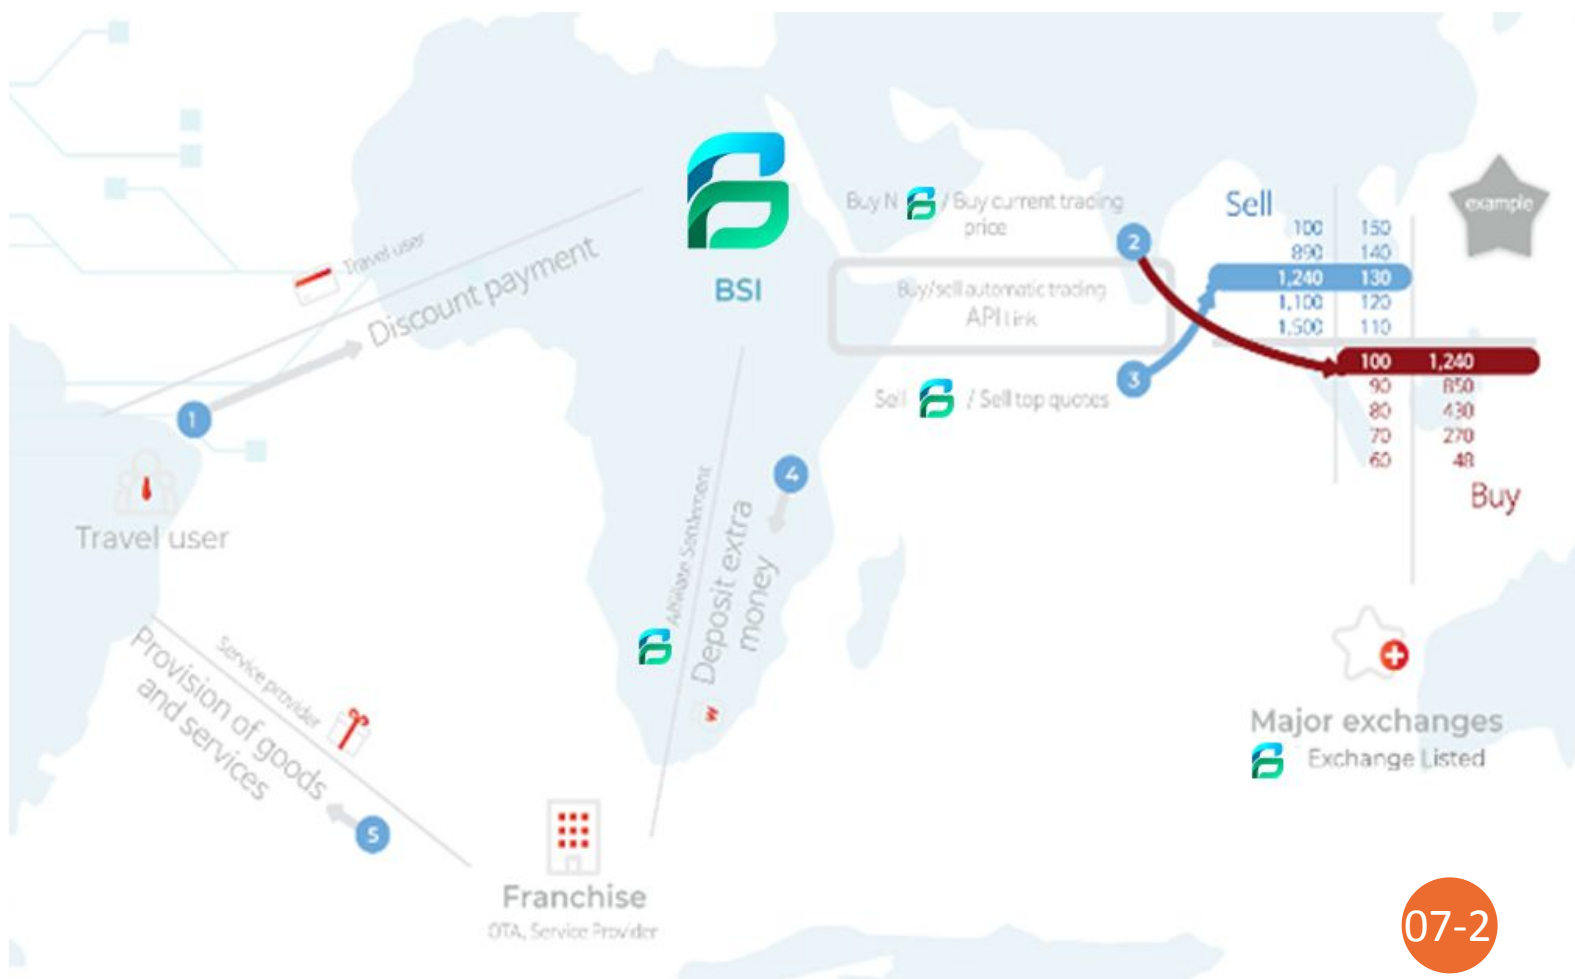 Buy N / Buy current trading
price
2
Buy/sell automatic trading
API Link
3
Sell / Sell top quotes
BSI
Sell
100 150
890 140
1,240 130
1,100 120
1,500 110
100 1,240
90 850
80 430
70 270
60 48
Buy
example
Travel user
Discount payment
1
Travel user
4
Affiliate Settlement
Deposit extra
money
W
Service provider
Provision of goods
and services
5
Franchise
OTA, Service Provider
Major exchanges
Exchange Listed
07-2